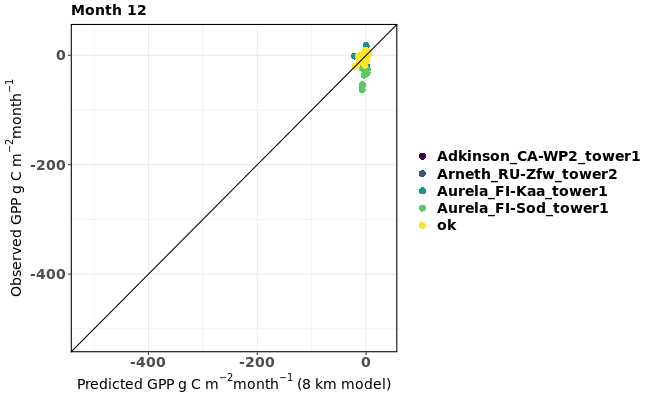 Month 12
Observed GPP g C m⁻²month⁻¹
0
-200
-400
-400 -200 0
Predicted GPP g C m⁻²month⁻¹ (8 km model)
Adkinson_CA-WP2_tower1
Arneth_RU-Zfw_tower2
Aurela_FI-Kaa_tower1
Aurela_FI-Sod_tower1
ok